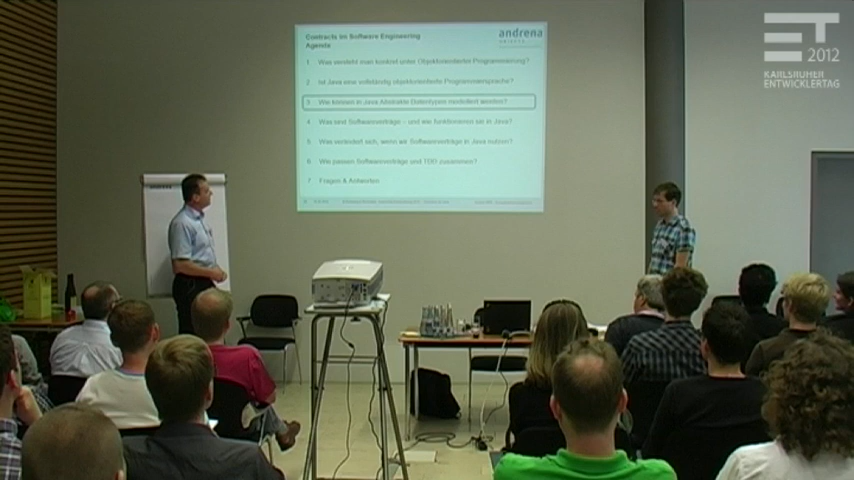 Contracts im Software Engineering
Agenda
andrena
OBJECTS
1 Was versteht man konkret unter Objektorientierter Programmierung?
2 Ist Java eine vollständig objektorientierte Programmiersprache?
3 Wie können in Java Abstrakte Datentypen modelliert werden?
4 Was sind Softwareverträge – und wie funktionieren sie in Java?
5 Was verändert sich, wenn wir Softwareverträge in Java nutzen?
6 Wie passen Softwareverträge und TDD zusammen?
7 Fragen & Antworten
ET
2012
KARLSRUHER
ENTWICKLERTAG